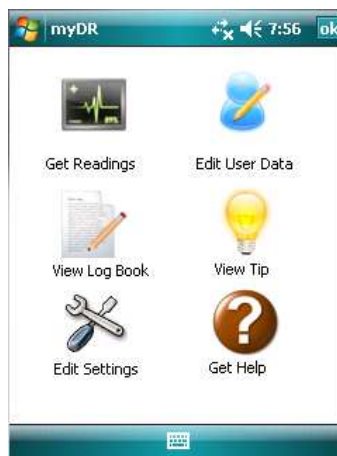 myDR 7:56 ok
Get Readings Edit User Data
View Log Book View Tip
Edit Settings Get Help